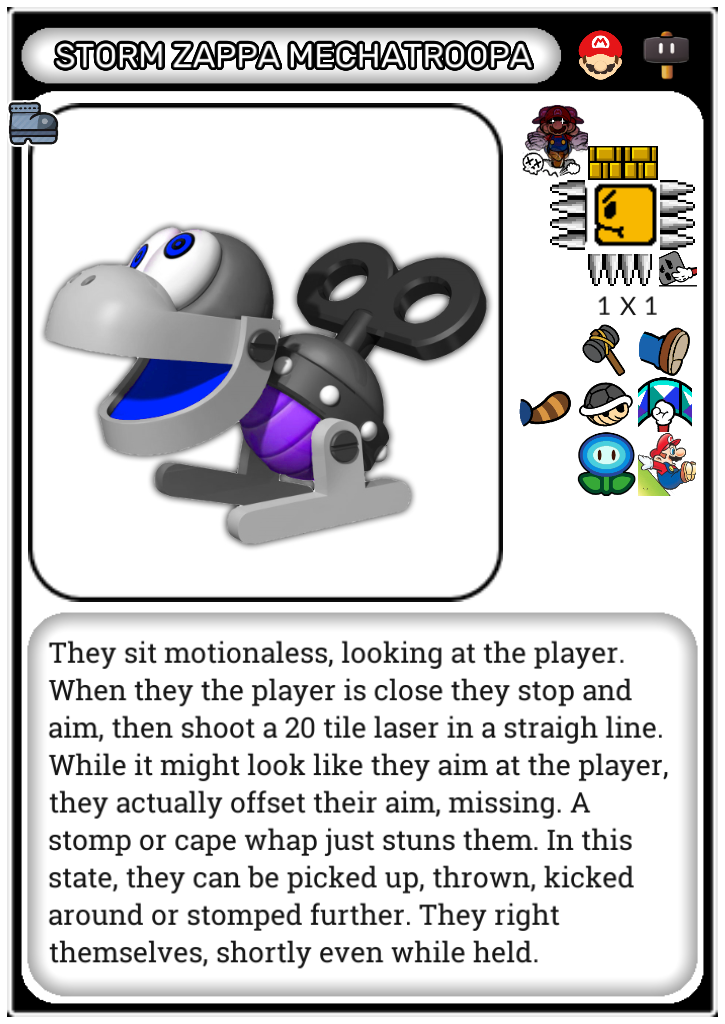 STORM ZAPPA MECHATROOPA
1 X 1
They sit motionaless, looking at the player.
When they the player is close they stop and
aim, then shoot a 20 tile laser in a straigh line.
While it might look like they aim at the player,
they actually offset their aim, missing. A
stomp or cape whap just stuns them. In this
state, they can be picked up, thrown, kicked
around or stomped further. They right
themselves, shortly even while held.